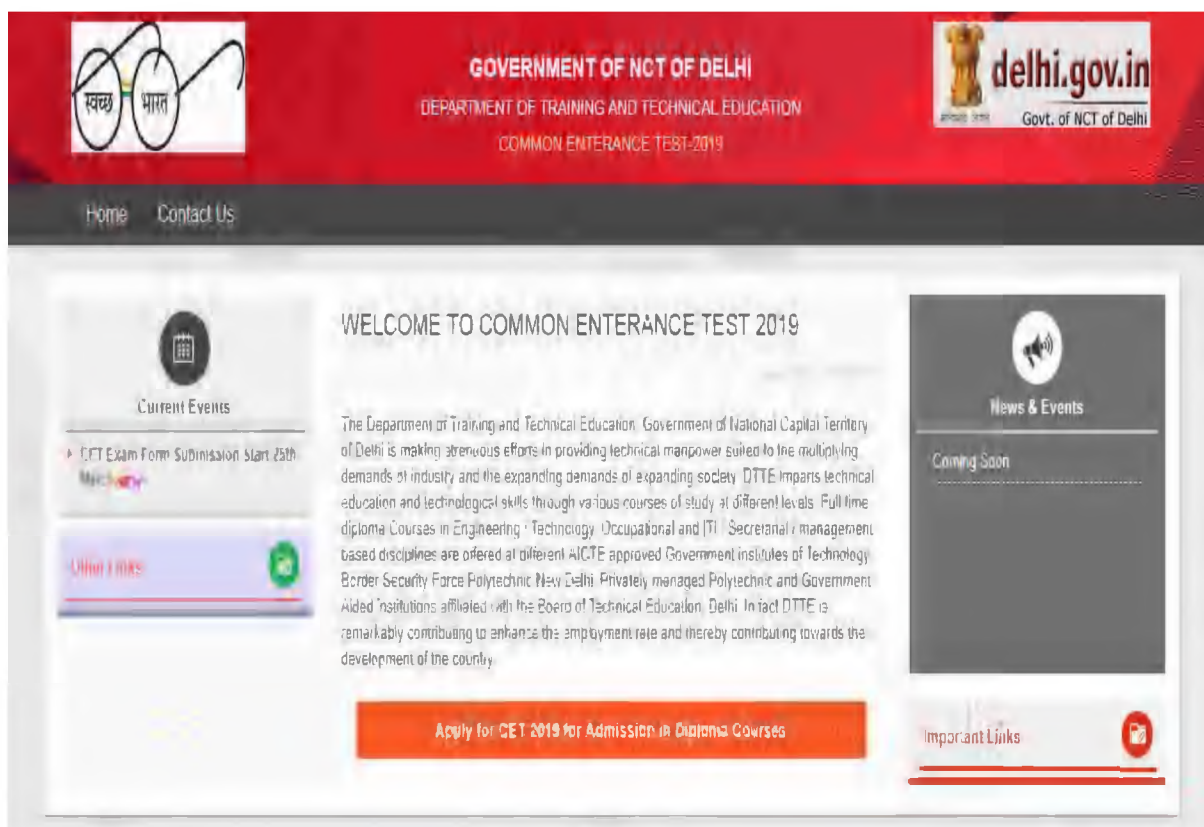 स्वच्छ भारत
GOVERNMENT OF NCT OF DELHI
DEPARTMENT OF TRAINING AND TECHNICAL EDUCATION
COMMON ENTERANCE TEST-2019
delhi.gov.in
Govt. of NCT of Delhi
Home Contact Us
Current Events
CET Exam Form Submission Start 25th
March
Other Links
WELCOME TO COMMON ENTERANCE TEST 2019
The Department of Training and Technical Education, Government of National Capital Territory
of Delhi is making strenuous efforts in providing technical manpower suited to the multiplying
demands of industry and the expanding demands of expanding society. DTTE imparts technical
education and technological skills through various courses of study at different levels. Full time
diploma Courses in Engineering / Technology, Occupational and ITI, Secretarial / management
based disciplines are offered at different AICTE approved Government institutes of Technology
Border Security Force Polytechnic New Delhi, Privately managed Polytechnic and Government
Aided Institutions affiliated with the Board of Technical Education, Delhi. In fact DTTE is
remarkably contributing to enhance the employment rate and thereby contributing towards the
development of the country
Apply for CET 2019 for Admission in Diploma Courses
News & Events
Coming Soon
Important Links